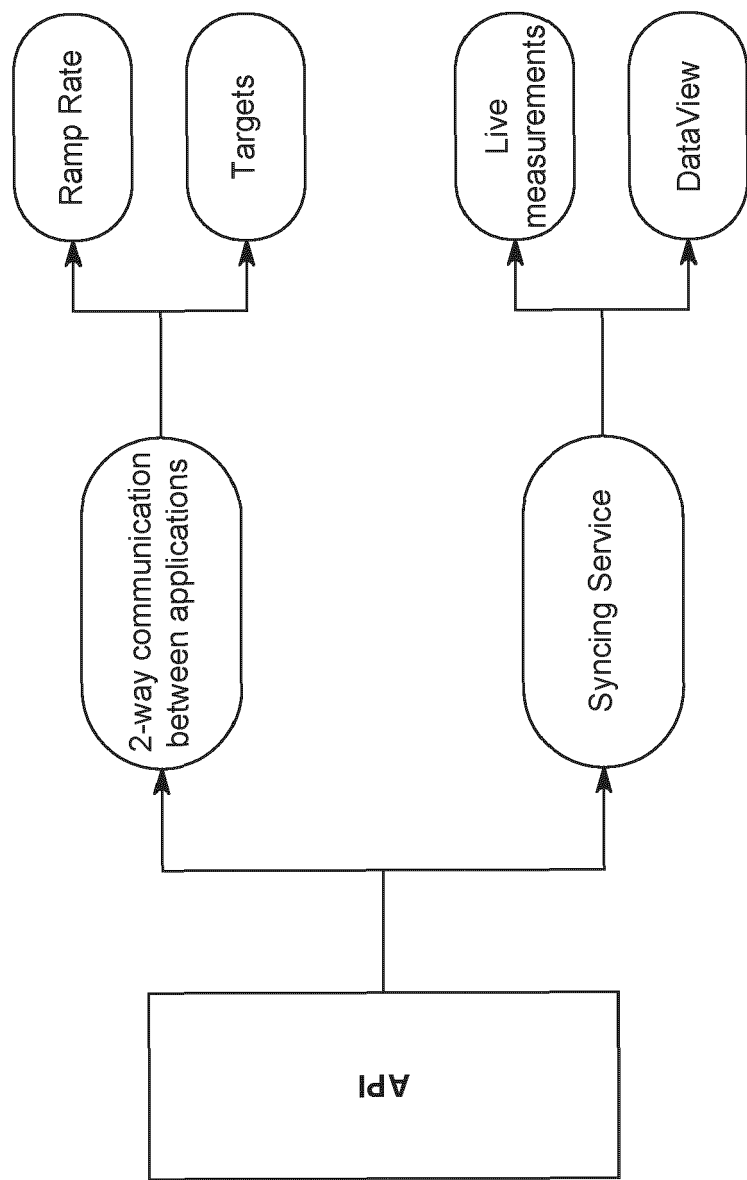 API
2-way communication
between applications
Ramp Rate
Targets
Syncing Service
Live
measurements
DataView